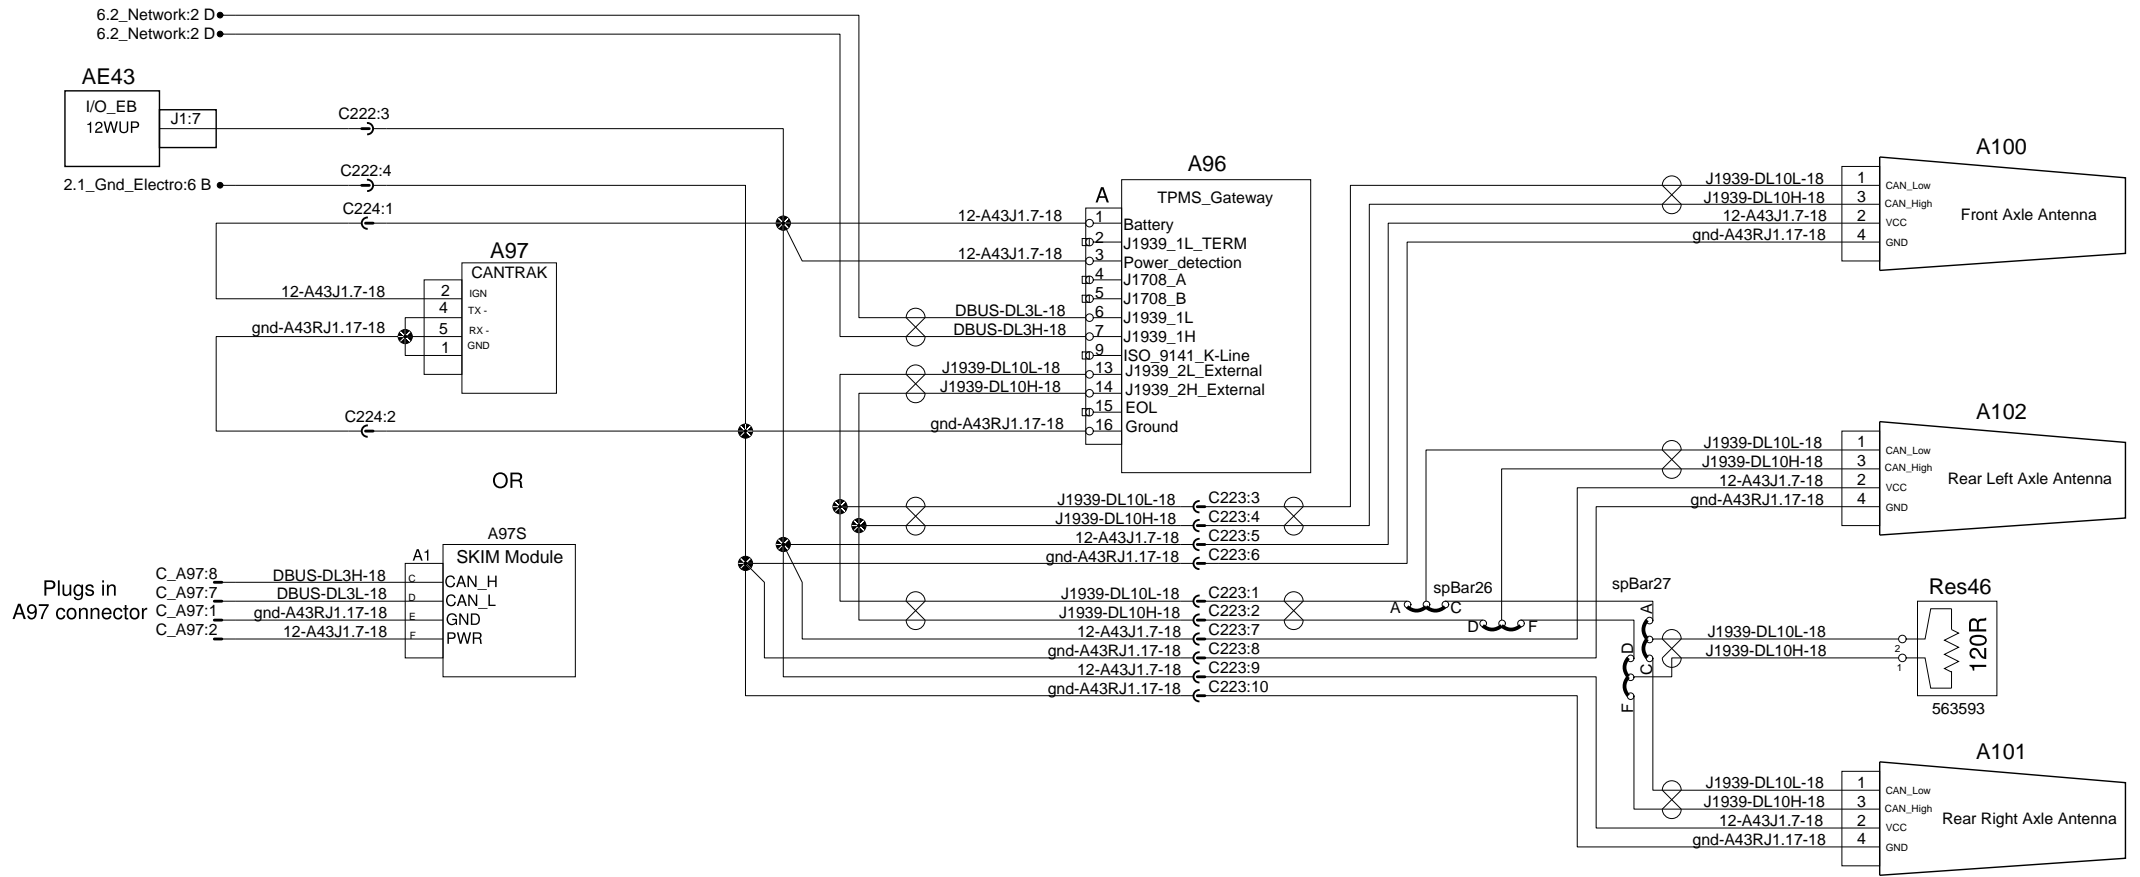 6.2_Network:2 D
6.2_Network:2 D
AE43
I/O_EB
12WUP
J1:7
C222:3
2.1_Gnd_Electro:6 B
C222:4
C224:1
A97
CANTRAK
12-A43J1.7-18
2
IGN
4
TX -
gnd-A43RJ1.17-18
5
RX -
1
GND
C224:2
OR
A97S
A1
SKIM Module
Plugs in
A97 connector
C_A97:8
DBUS-DL3H-18
C
CAN_H
C_A97:7
DBUS-DL3L-18
D
CAN_L
C_A97:1
gnd-A43RJ1.17-18
E
GND
C_A97:2
12-A43J1.7-18
F
PWR
A96
A
TPMS_Gateway
12-A43J1.7-18
1
Battery
2
J1939_1L_TERM
12-A43J1.7-18
3
Power_detection
4
J1708_A
5
J1708_B
DBUS-DL3L-18
6
J1939_1L
DBUS-DL3H-18
7
J1939_1H
9
ISO_9141_K-Line
J1939-DL10L-18
13
J1939_2L_External
J1939-DL10H-18
14
J1939_2H_External
15
EOL
gnd-A43RJ1.17-18
16
Ground
J1939-DL10L-18
C223:3
J1939-DL10H-18
C223:4
12-A43J1.7-18
C223:5
gnd-A43RJ1.17-18
C223:6
J1939-DL10L-18
C223:1
J1939-DL10H-18
C223:2
12-A43J1.7-18
C223:7
gnd-A43RJ1.17-18
C223:8
12-A43J1.7-18
C223:9
gnd-A43RJ1.17-18
C223:10
spBar26
A
C
D
F
spBar27
A
C
D
F
A100
J1939-DL10L-18
1
CAN_Low
J1939-DL10H-18
3
CAN_High
12-A43J1.7-18
2
VCC
gnd-A43RJ1.17-18
4
GND
Front Axle Antenna
A102
J1939-DL10L-18
1
CAN_Low
J1939-DL10H-18
3
CAN_High
12-A43J1.7-18
2
VCC
gnd-A43RJ1.17-18
4
GND
Rear Left Axle Antenna
Res46
J1939-DL10L-18
2
J1939-DL10H-18
1
120R
563593
A101
J1939-DL10L-18
1
CAN_Low
J1939-DL10H-18
3
CAN_High
12-A43J1.7-18
2
VCC
gnd-A43RJ1.17-18
4
GND
Rear Right Axle Antenna